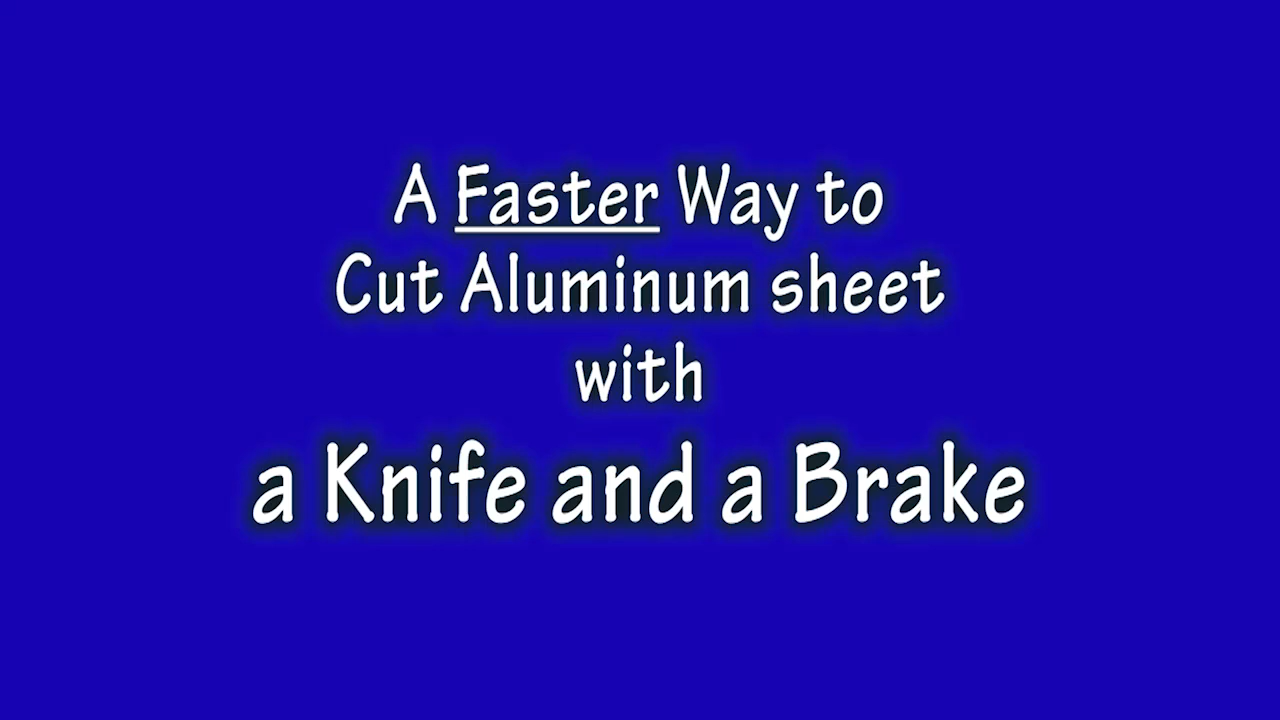 A Faster Way to
Cut Aluminum sheet
with
a Knife and a Brake